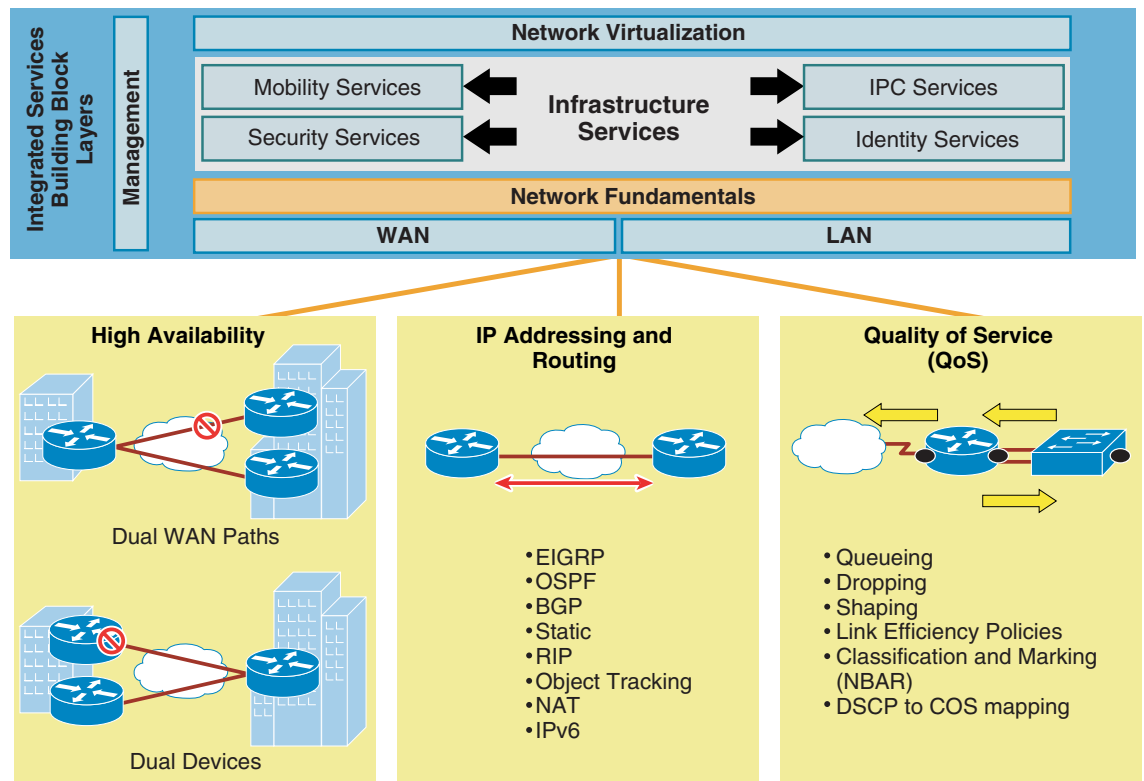 Integrated Services
Building Block
Layers
Management
Network Virtualization
Mobility Services
Security Services
Infrastructure
Services
IPC Services
Identity Services
Network Fundamentals
WAN
LAN
High Availability
Dual WAN Paths
Dual Devices
IP Addressing and
Routing
• EIGRP
• OSPF
• BGP
• Static
• RIP
• Object Tracking
• NAT
• IPv6
Quality of Service
(QoS)
• Queueing
• Dropping
• Shaping
• Link Efficiency Policies
• Classification and Marking
(NBAR)
• DSCP to COS mapping